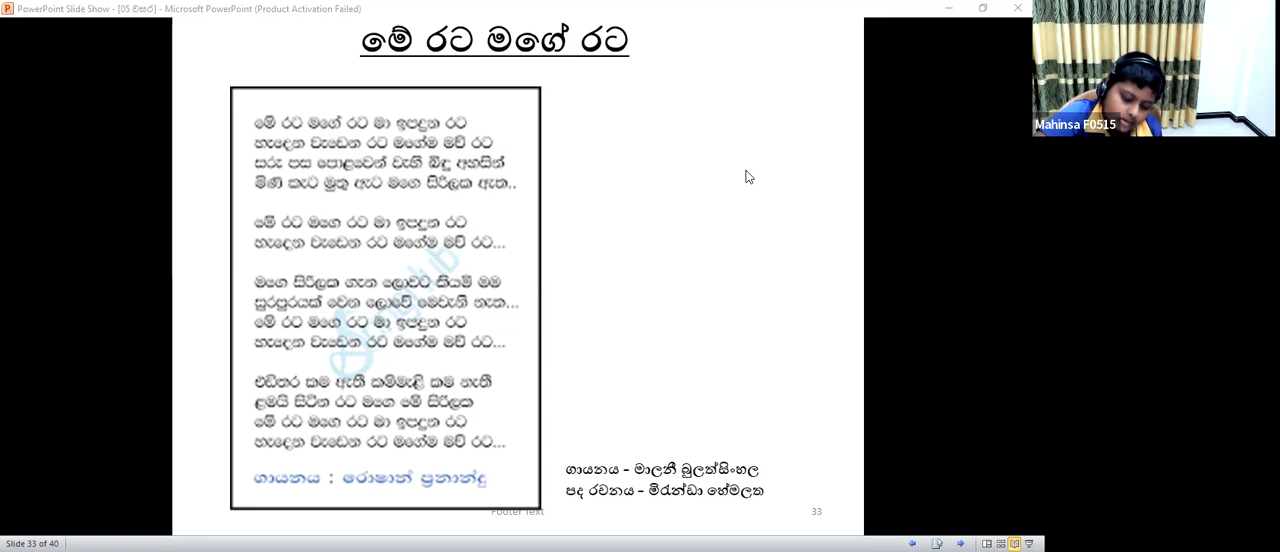 PowerPoint Slide Show - [05 වසර] - Microsoft PowerPoint (Product Activation Failed)
මේ රට මගේ රට
Mahinsa F0515
මේ රට මගේ රට මා ඉපදුන රට
හැදෙන වැඩෙන රට මගේම මව් රට
සරු පස පොළවෙන් වැහි බිඳු අහසින්
මිණි කැට මුතු ඇට මගෙ සිරිලක ඇත..
මේ රට මගෙ රට මා ඉපදුන රට
හැදෙන වැඩෙන රට මගේම මව් රට...
මගෙ සිරිලක ගැන ලොවට කියමි මම
සුරපුරයක් වෙන ලොවේ මෙවැනි නැත...
මේ රට මගෙ රට මා ඉපදුන රට
හැදෙන වැඩෙන රට මගේම මව් රට...
එඩිතර කම ඇතී කම්මැළි කම නැතී
ළමයි සිටින රට මගෙ මේ සිරිලක
මේ රට මගෙ රට මා ඉපදුන රට
හැදෙන වැඩෙන රට මගේම මව් රට...
ගායනය : රොෂාන් ප්‍රනාන්දු
ගායනය – මාලනී බුලත්සිංහල
පද රචනය – මිරැන්ඩා හේමලත
Footer Text
33
Slide 33 of 40